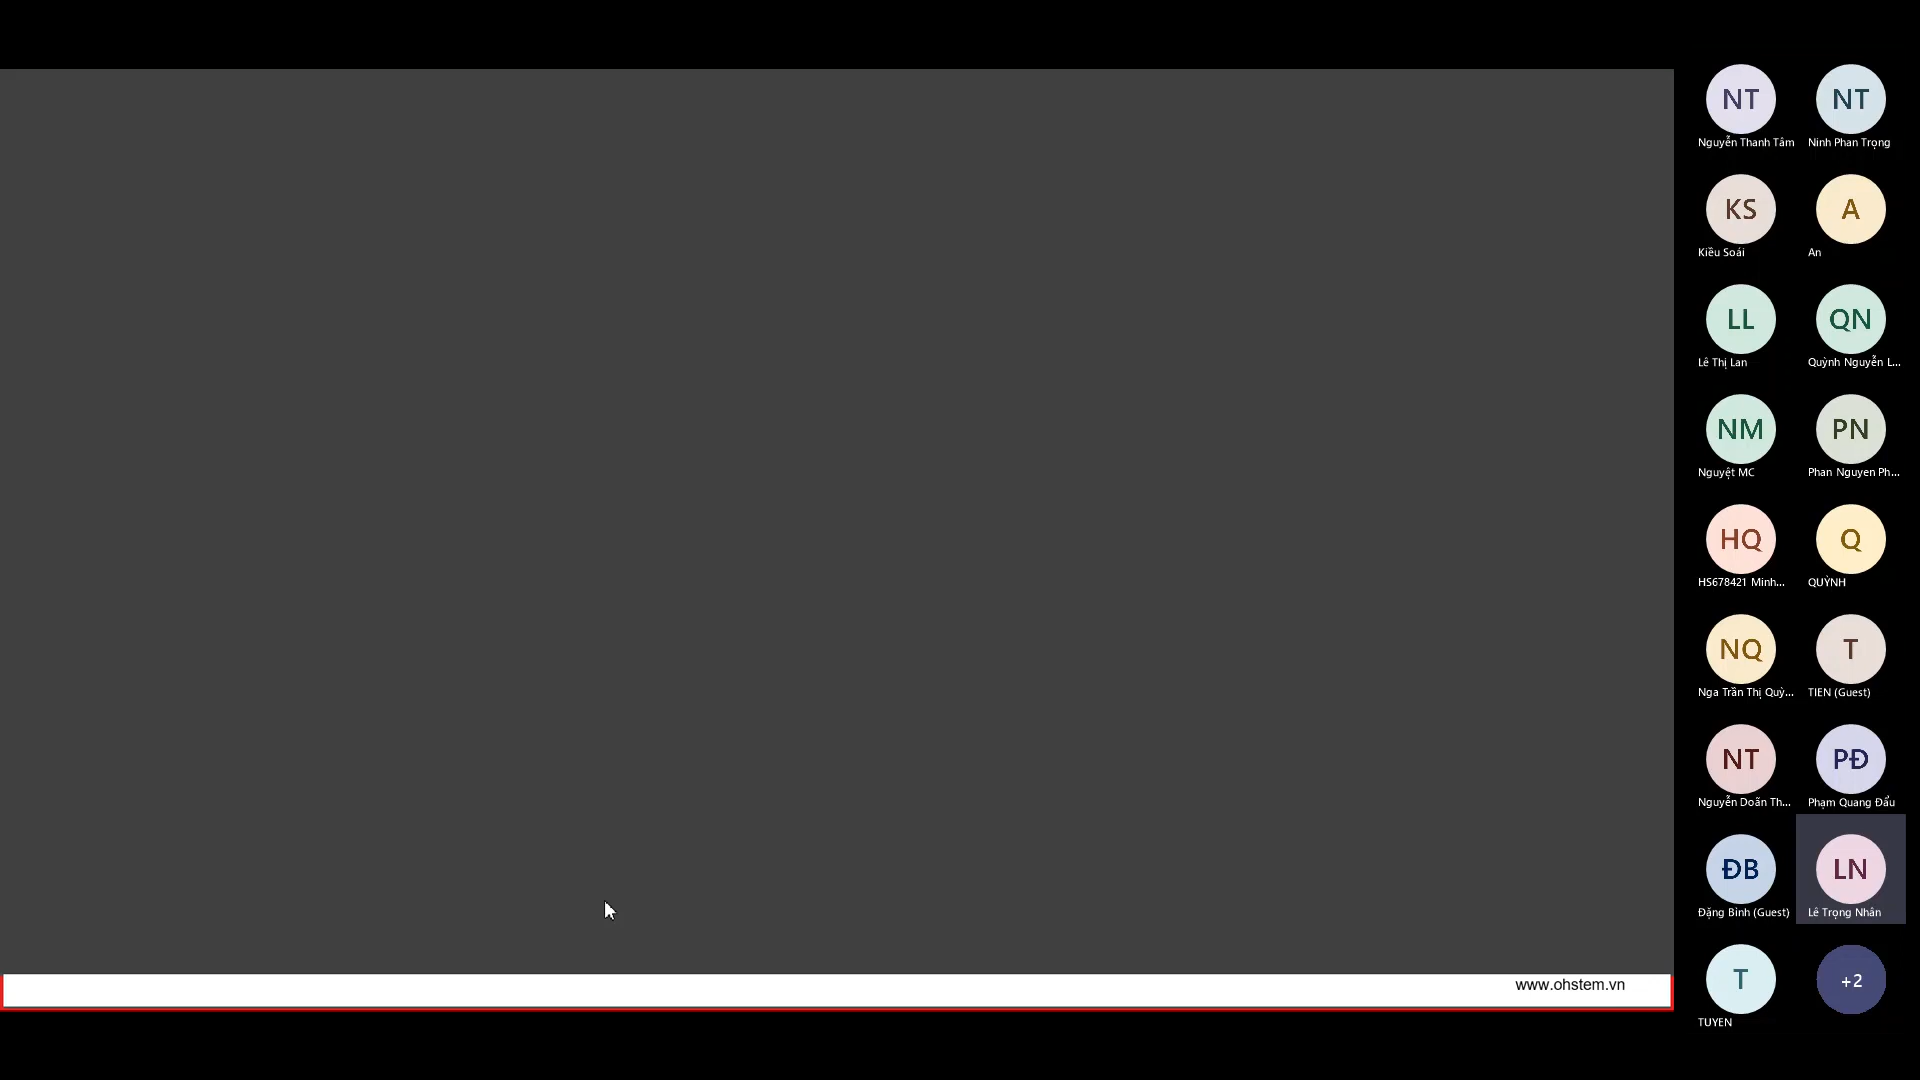 NT
NT
Nguyễn Thanh Tâm
Ninh Phan Trọng
KS
A
Kiều Soái
An
LL
QN
Lê Thị Lan
Quỳnh Nguyễn L...
NM
PN
Nguyệt MC
Phan Nguyen Ph...
HQ
Q
HS678421 Minh...
QUỲNH
NQ
T
Nga Trần Thị Quỳ...
TIEN (Guest)
NT
PĐ
Nguyễn Doãn Th...
Phạm Quang Đẩu
ĐB
LN
Đặng Bình (Guest)
Lê Trọng Nhân
T
+2
TUYEN
www.ohstem.vn